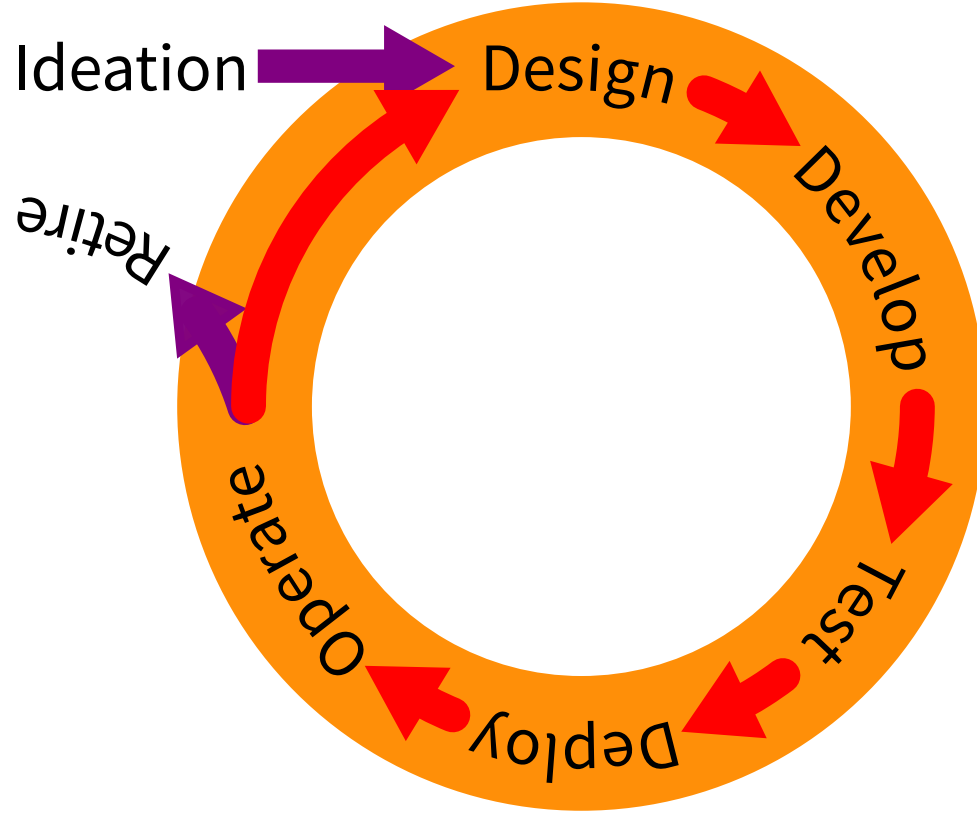 Ideation
Design
Develop
Test
Deploy
Operate
Retire